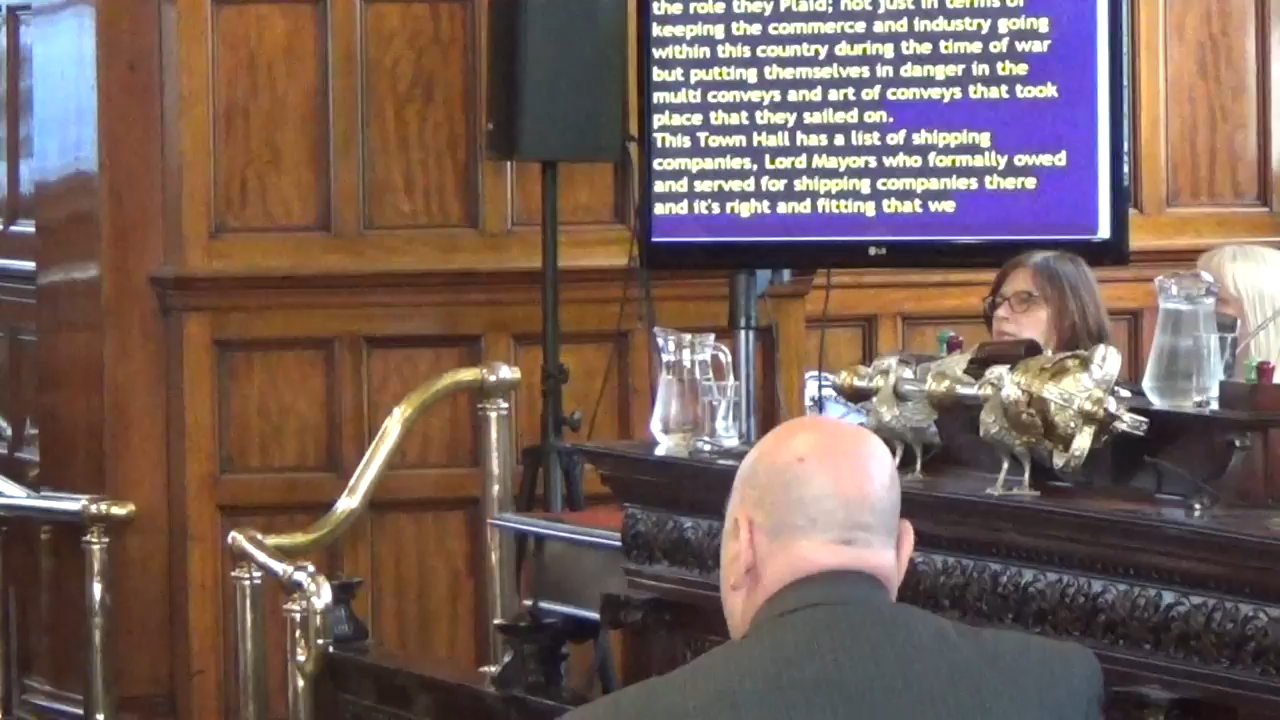 the role they Plaid; not just in terms of
keeping the commerce and industry going
within this country during the time of war
but putting themselves in danger in the
multi conveys and art of conveys that took
place that they sailed on.
This Town Hall has a list of shipping
companies, Lord Mayors who formally owed
and served for shipping companies there
and it's right and fitting that we
LG